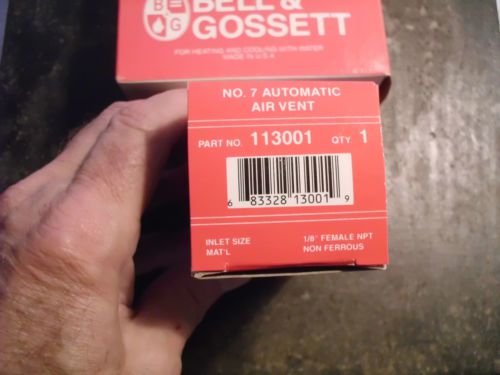 BELL &
GOSSETT
B G
FOR HEATING AND COOLING WITH WATER
MADE IN U.S.A.
NO. 7 AUTOMATIC
AIR VENT
PART NO. 113001 QTY. 1
6 83328 13001 9
INLET SIZE 1/8" FEMALE NPT
MAT'L NON FERROUS